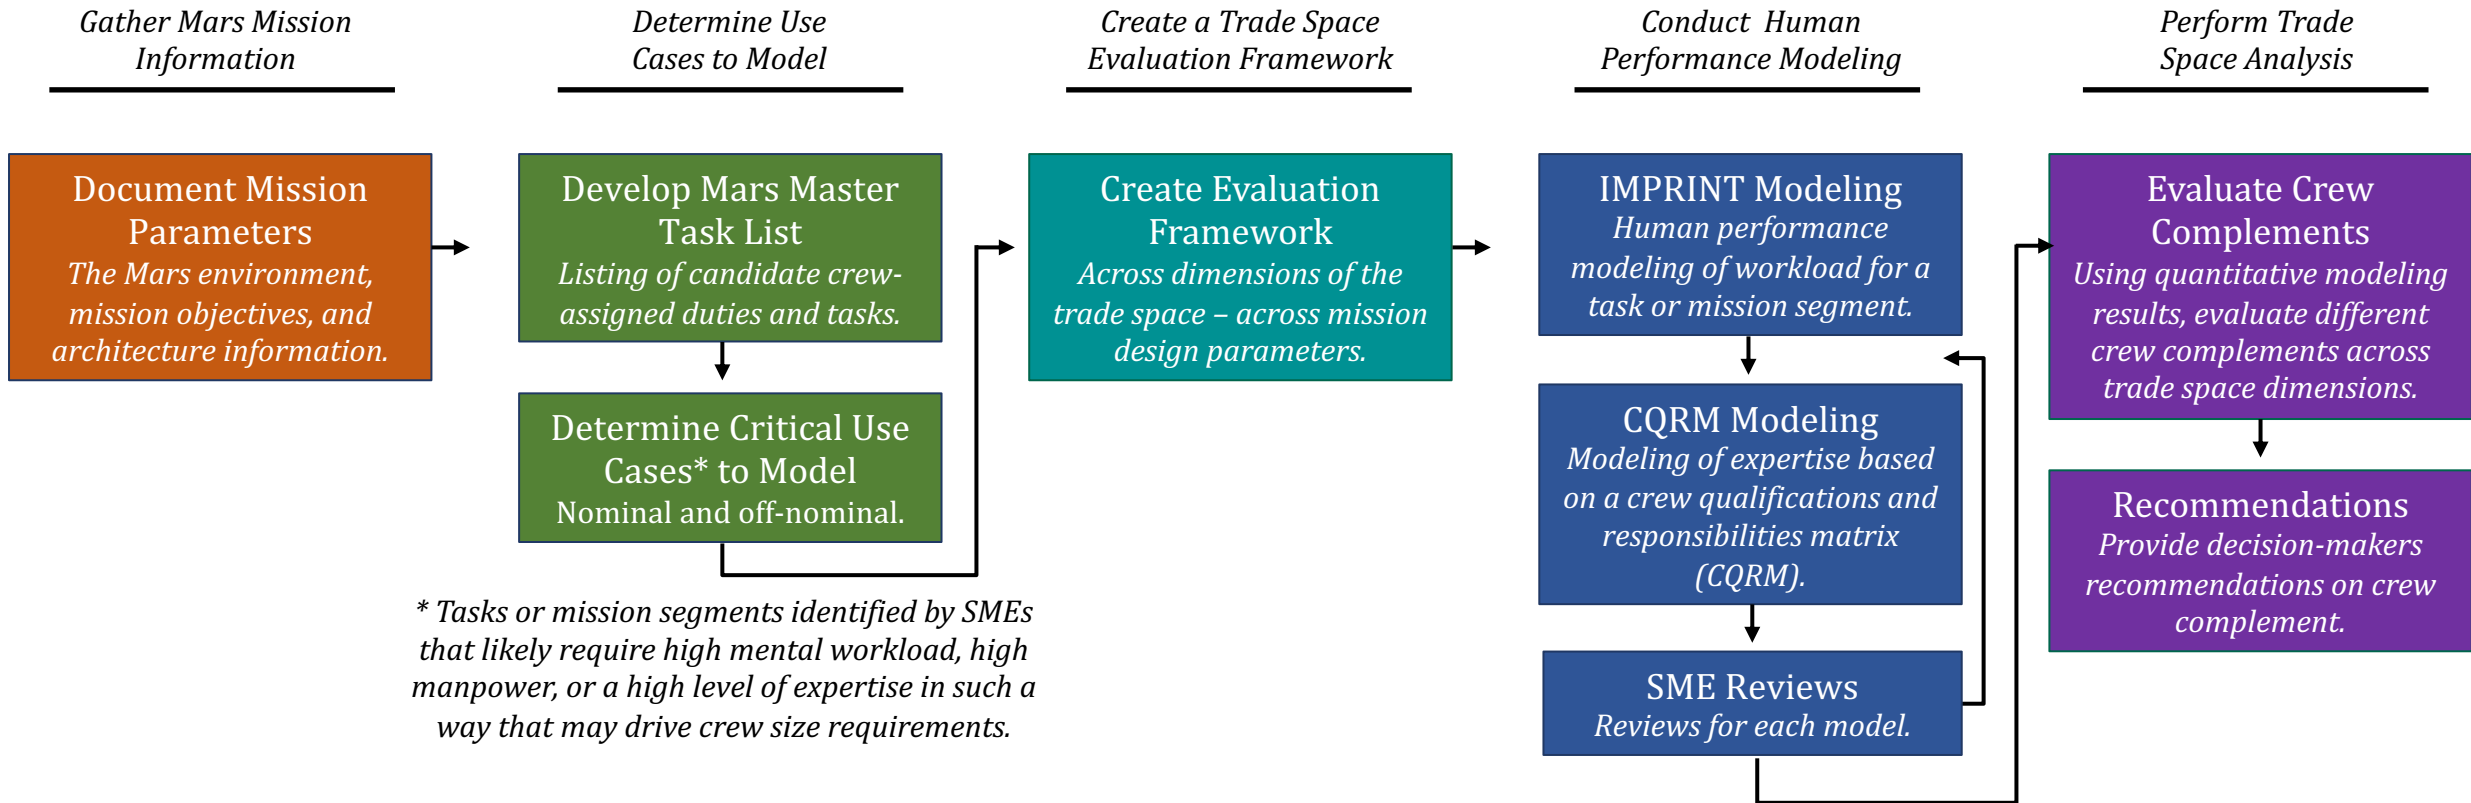 Gather Mars Mission
Information
Determine Use
Cases to Model
Create a Trade Space
Evaluation Framework
Conduct Human
Performance Modeling
Perform Trade
Space Analysis
Document Mission
Parameters
The Mars environment,
mission objectives, and
architecture information.
Develop Mars Master
Task List
Listing of candidate crew-
assigned duties and tasks.
Determine Critical Use
Cases* to Model
Nominal and off-nominal.
* Tasks or mission segments identified by SMEs
that likely require high mental workload, high
manpower, or a high level of expertise in such a
way that may drive crew size requirements.
Create Evaluation
Framework
Across dimensions of the
trade space – across mission
design parameters.
IMPRINT Modeling
Human performance
modeling of workload for a
task or mission segment.
CQRM Modeling
Modeling of expertise based
on a crew qualifications and
responsibilities matrix
(CQRM).
SME Reviews
Reviews for each model.
Evaluate Crew
Complements
Using quantitative modeling
results, evaluate different
crew complements across
trade space dimensions.
Recommendations
Provide decision-makers
recommendations on crew
complement.